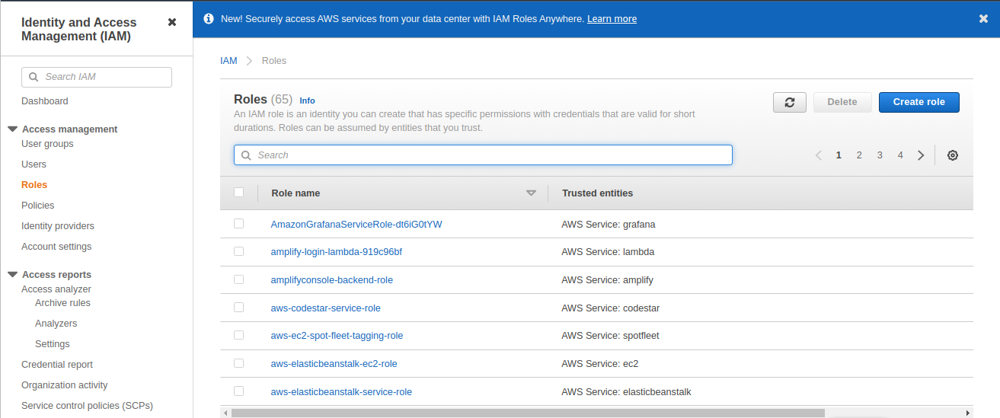 New! Securely access AWS services from your data center with IAM Roles Anywhere. Learn more
Identity and Access
Management (IAM)
Search IAM
Dashboard
Access management
User groups
Users
Roles
Policies
Identity providers
Account settings
Access reports
Access analyzer
Archive rules
Analyzers
Settings
Credential report
Organization activity
Service control policies (SCPs)
IAM
Roles
Roles (65) Info
An IAM role is an identity you can create that has specific permissions with credentials that are valid for short
durations. Roles can be assumed by entities that you trust.
Delete
Create role
Search
1 2 3 4
Role name Trusted entities
AmazonGrafanaServiceRole-dt6iG0tYW AWS Service: grafana
amplify-login-lambda-919c96bf AWS Service: lambda
amplifyconsole-backend-role AWS Service: amplify
aws-codestar-service-role AWS Service: codestar
aws-ec2-spot-fleet-tagging-role AWS Service: spotfleet
aws-elasticbeanstalk-ec2-role AWS Service: ec2
aws-elasticbeanstalk-service-role AWS Service: elasticbeanstalk